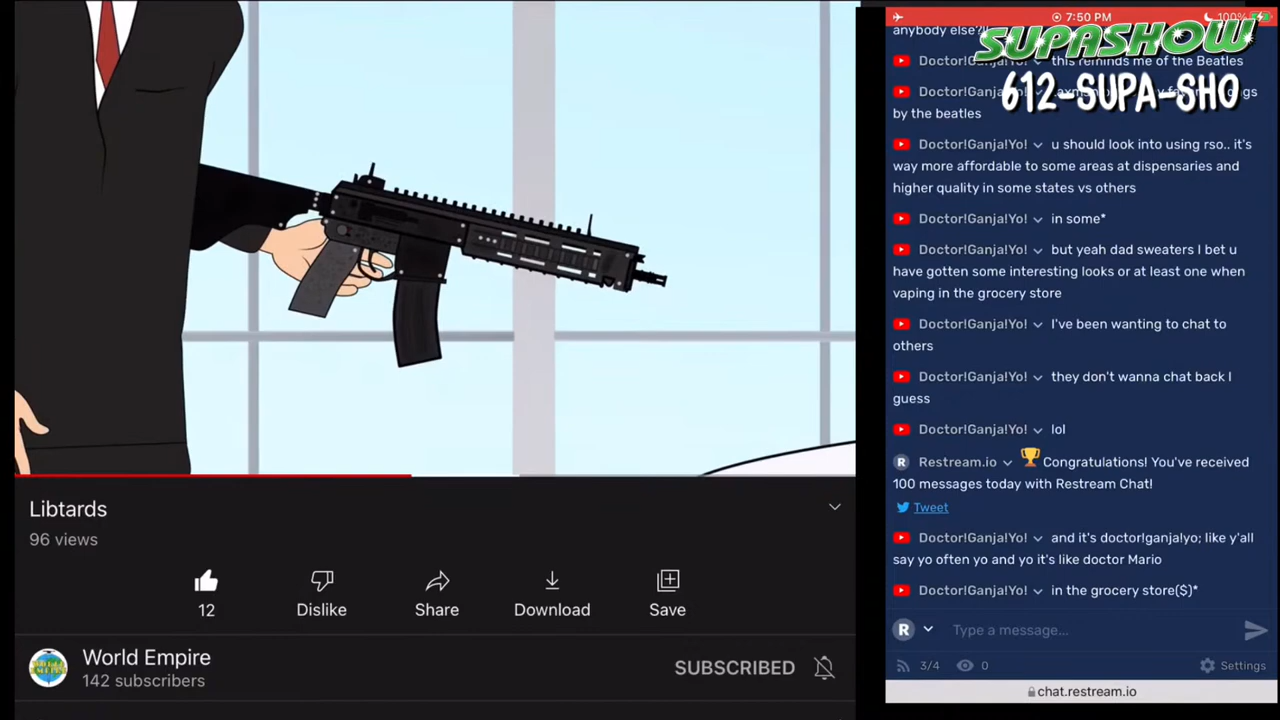 Libtards
96 views
12
Dislike
Share
Download
Save
World Empire
142 subscribers
SUBSCRIBED
7:50 PM
100%
SUPASHOW
612-SUPA-SHO
anybody else?!
Doctor!Ganja!Yo! this reminds me of the Beatles
Doctor!Ganja!Yo!
by the beatles
Doctor!Ganja!Yo! u should look into using rso.. it's
way more affordable to some areas at dispensaries and
higher quality in some states vs others
Doctor!Ganja!Yo! in some*
Doctor!Ganja!Yo! but yeah dad sweaters I bet u
have gotten some interesting looks or at least one when
vaping in the grocery store
Doctor!Ganja!Yo! I've been wanting to chat to
others
Doctor!Ganja!Yo! they don't wanna chat back I
guess
Doctor!Ganja!Yo! lol
R Restream.io 🏆 Congratulations! You've received
100 messages today with Restream Chat!
Tweet
Doctor!Ganja!Yo! and it's doctor!ganja!yo; like y'all
say yo often yo and yo it's like doctor Mario
Doctor!Ganja!Yo! in the grocery store($)*
R Type a message...
3/4 0 Settings
chat.restream.io